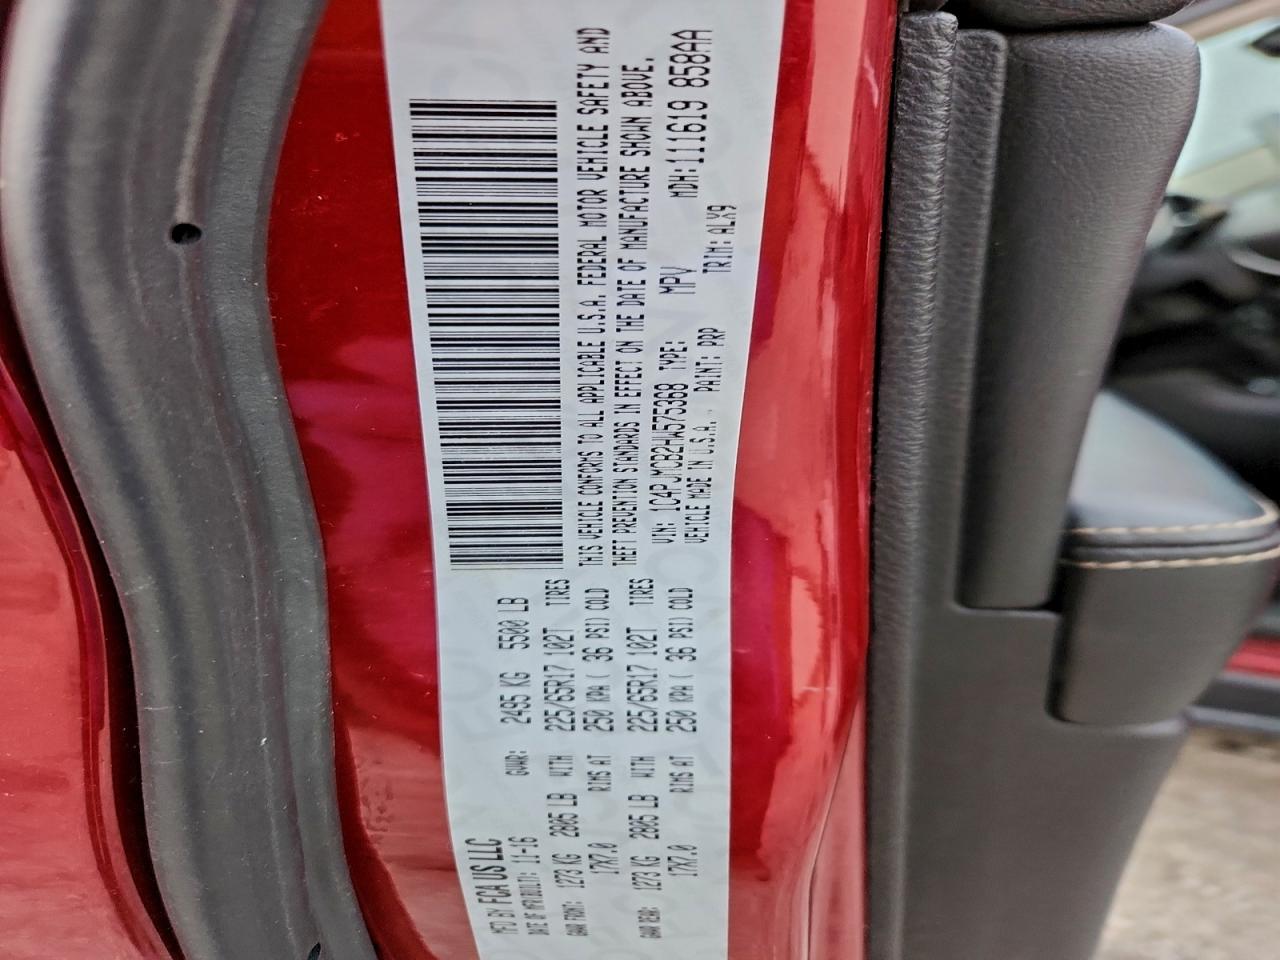 MFD BY FCA US LLC
DATE OF MFR(BUILT): 11-16 GVWR: 2495 KG 5500 LB
GAWR FRONT: 1273 KG 2805 LB WITH 225/65R17 102T TIRES
17X7.0 RIMS AT 250 KPA ( 36 PSI) COLD
GAWR REAR: 1273 KG 2805 LB WITH 225/65R17 102T TIRES
17X7.0 RIMS AT 250 KPA ( 36 PSI) COLD
THIS VEHICLE CONFORMS TO ALL APPLICABLE U.S.A. FEDERAL MOTOR VEHICLE SAFETY AND
THEFT PREVENTION STANDARDS IN EFFECT ON THE DATE OF MANUFACTURE SHOWN ABOVE.
VIN: 1C4PJMCB2HW575368 TYPE: MPV MDH:111619 858AA
VEHICLE MADE IN U.S.A. PAINT: PRP TRIM: ALX9